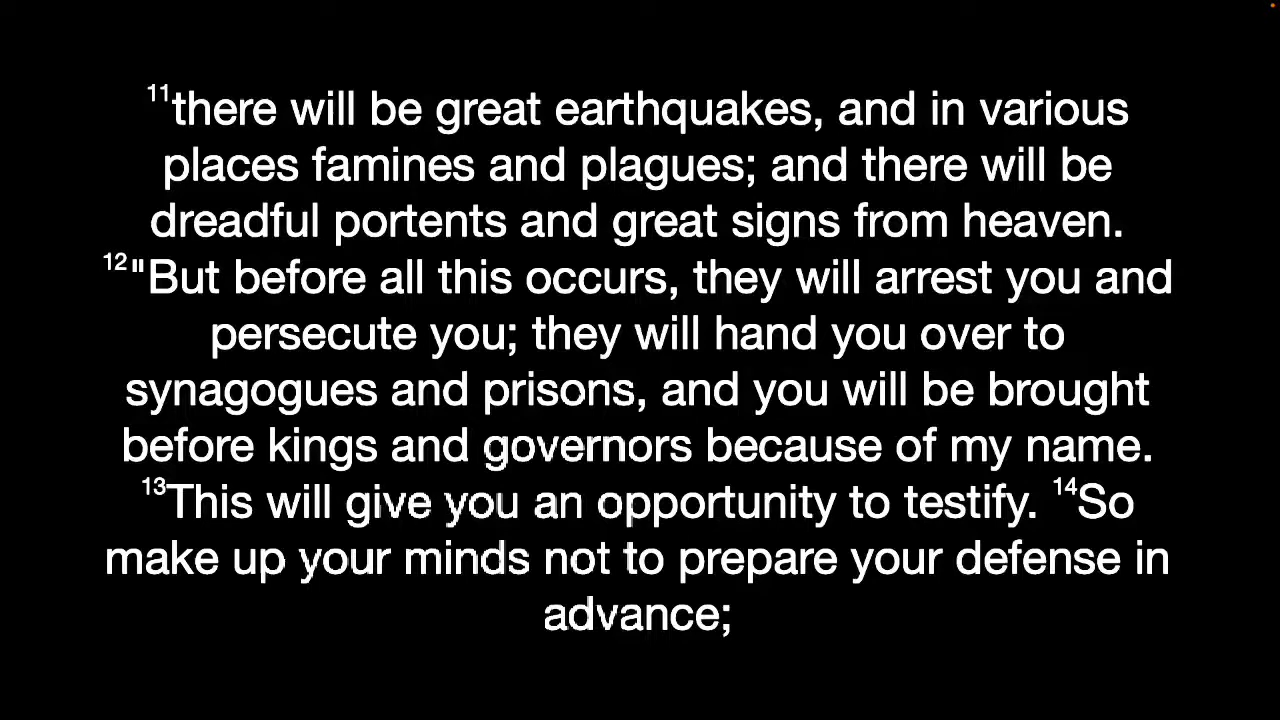 11there will be great earthquakes, and in various
places famines and plagues; and there will be
dreadful portents and great signs from heaven.
12"But before all this occurs, they will arrest you and
persecute you; they will hand you over to
synagogues and prisons, and you will be brought
before kings and governors because of my name.
13This will give you an opportunity to testify. 14So
make up your minds not to prepare your defense in
advance;